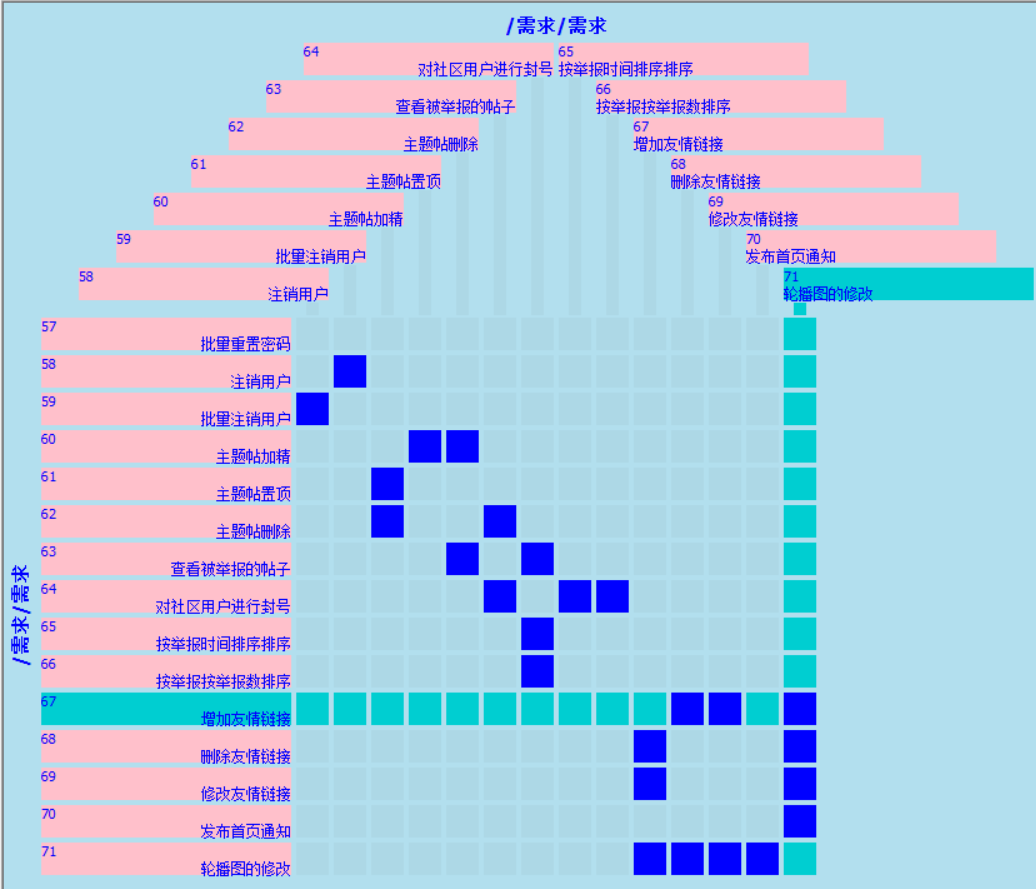 /需求/需求
64
对社区用户进行封号
65
按举报时间排序排序
63
查看被举报的帖子
66
按举报按举报数排序
62
主题帖删除
67
增加友情链接
61
主题帖置顶
68
删除友情链接
60
主题帖加精
69
修改友情链接
59
批量注销用户
70
发布首页通知
58
注销用户
71
轮播图的修改
57
批量重置密码
58
注销用户
59
批量注销用户
60
主题帖加精
61
主题帖置顶
62
主题帖删除
63
查看被举报的帖子
64
对社区用户进行封号
65
按举报时间排序排序
66
按举报按举报数排序
67
增加友情链接
68
删除友情链接
69
修改友情链接
70
发布首页通知
71
轮播图的修改
/需求/需求